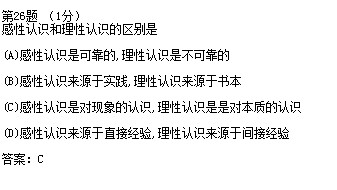 第26题 (1分)
感性认识和理性认识的区别是
(A)感性认识是可靠的,理性认识是不可靠的
(B)感性认识来源于实践,理性认识来源于书本
(C)感性认识是对现象的认识,理性认识是是对本质的认识
(D)感性认识来源于直接经验,理性认识来源于间接经验
答案: C